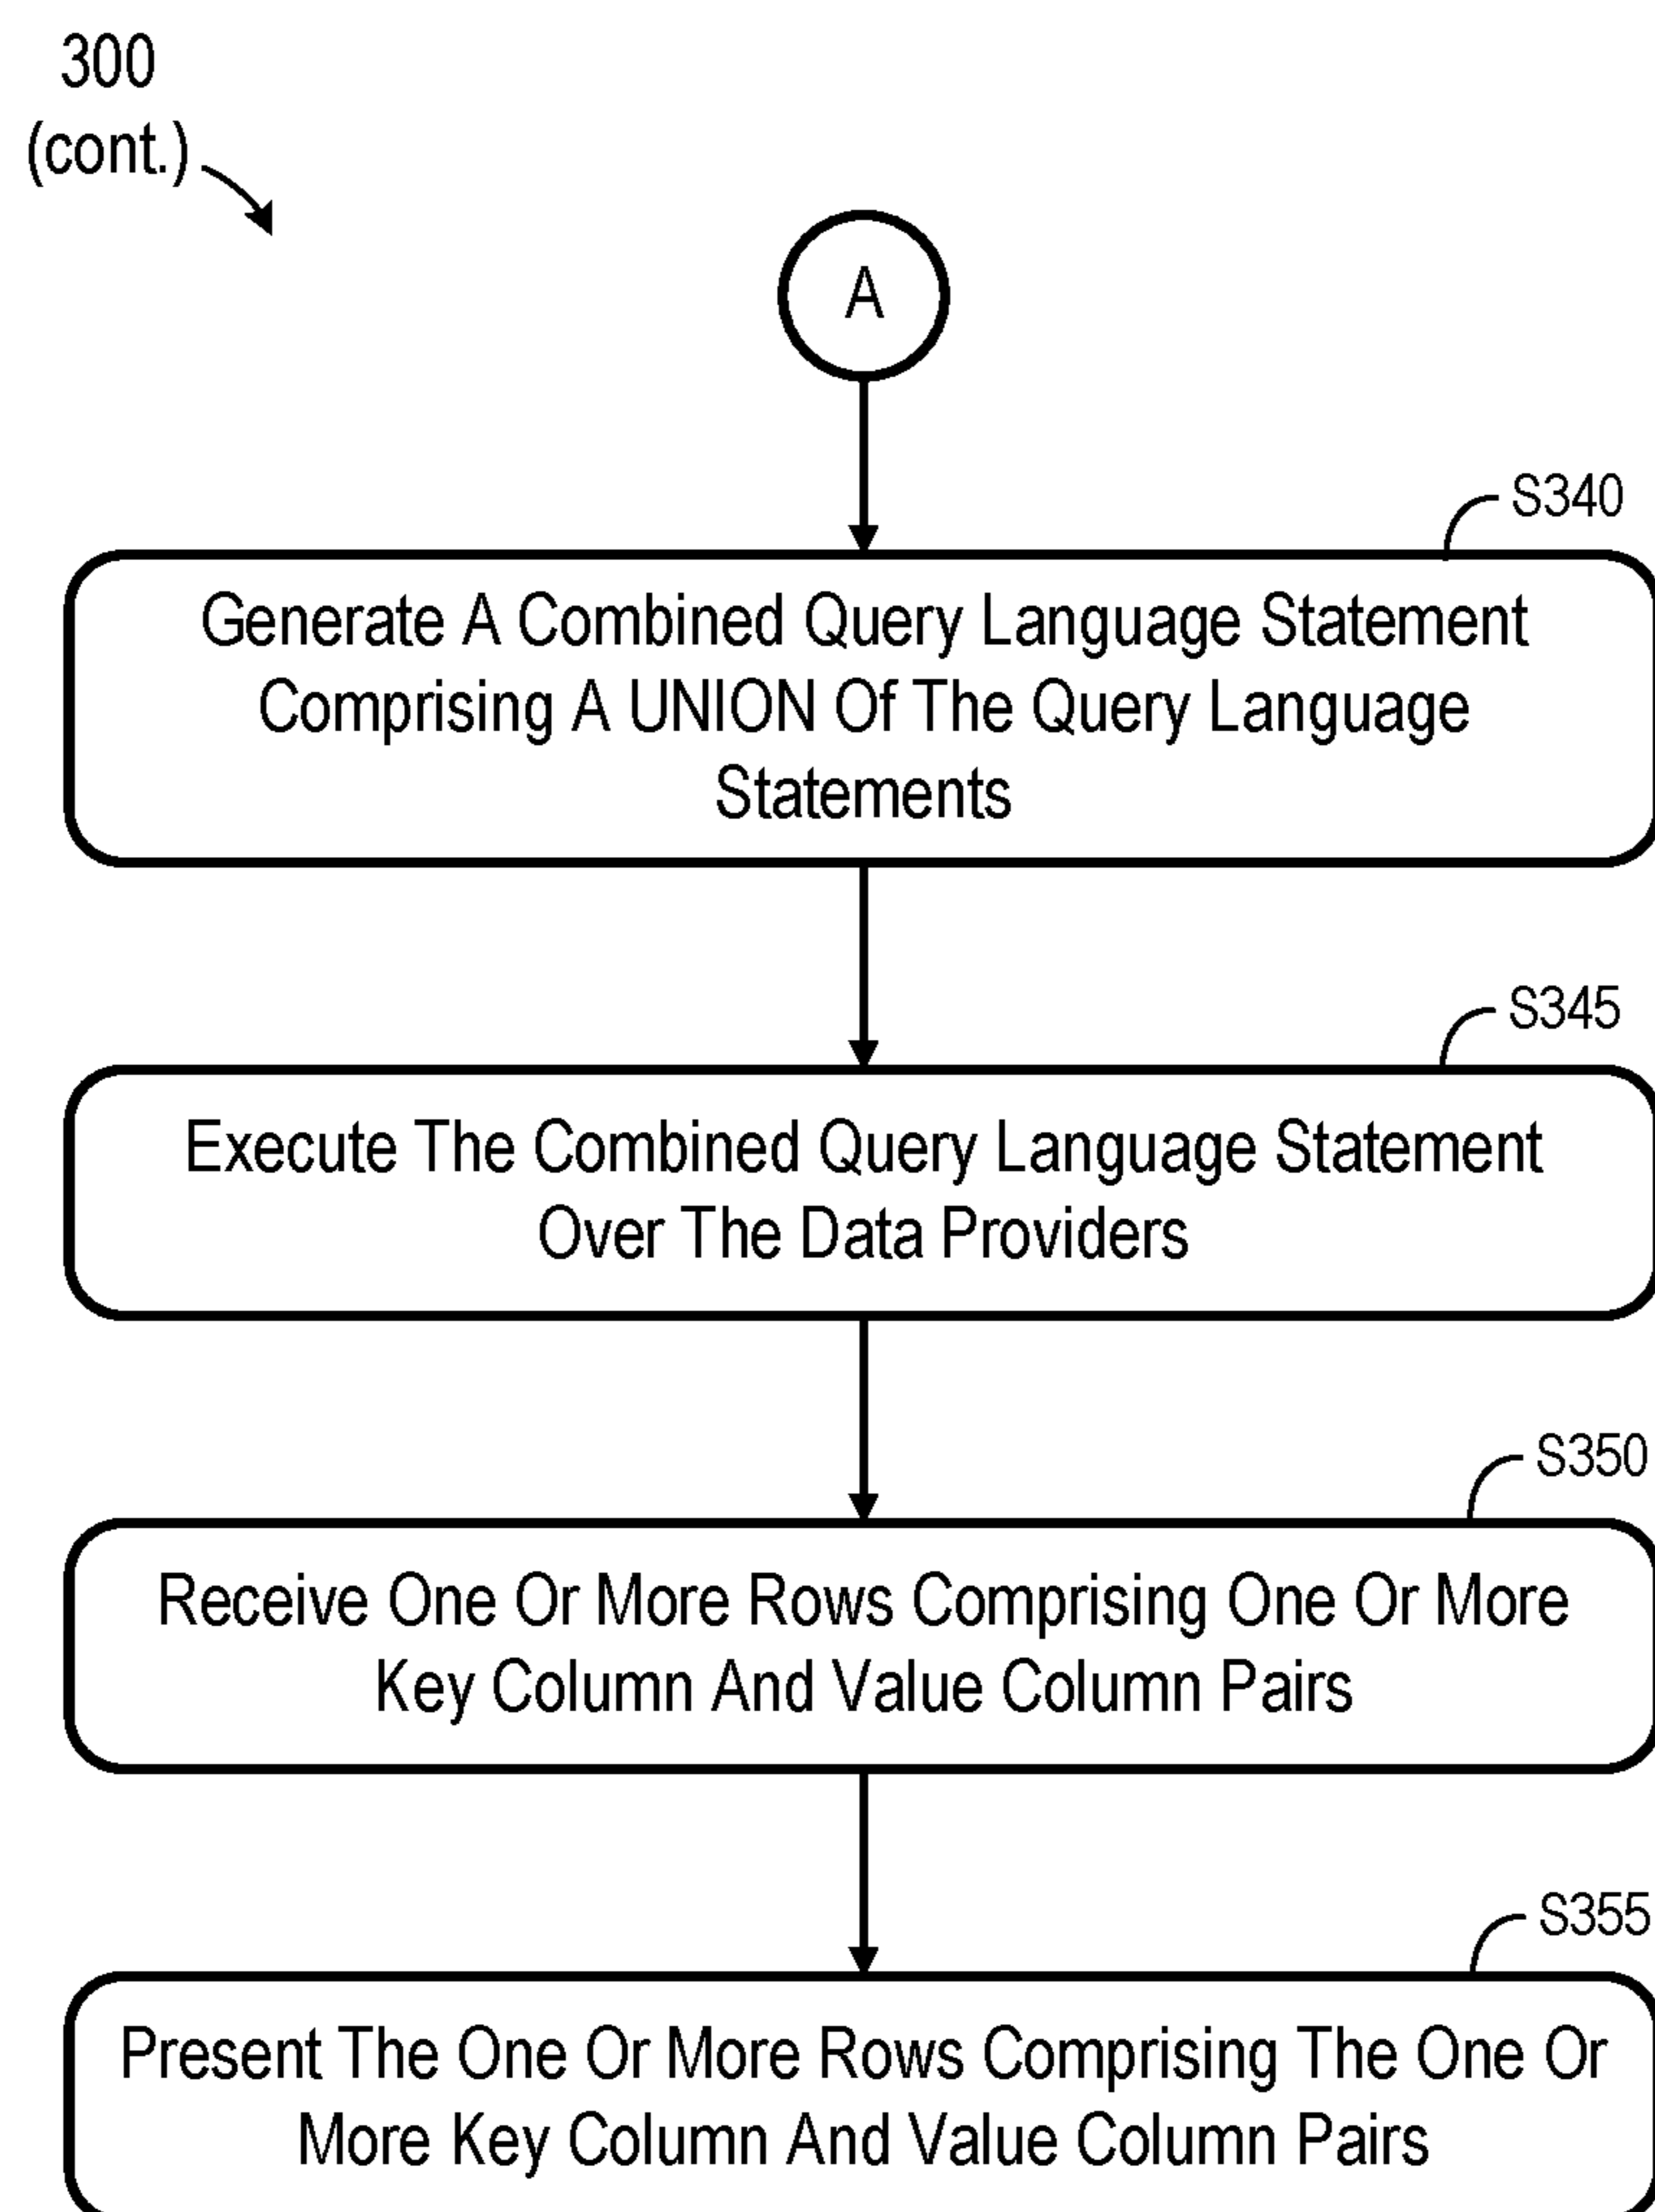 300
(cont.)
A
S340
Generate A Combined Query Language Statement
Comprising A UNION Of The Query Language
Statements
S345
Execute The Combined Query Language Statement
Over The Data Providers
S350
Receive One Or More Rows Comprising One Or More
Key Column And Value Column Pairs
S355
Present The One Or More Rows Comprising The One Or
More Key Column And Value Column Pairs